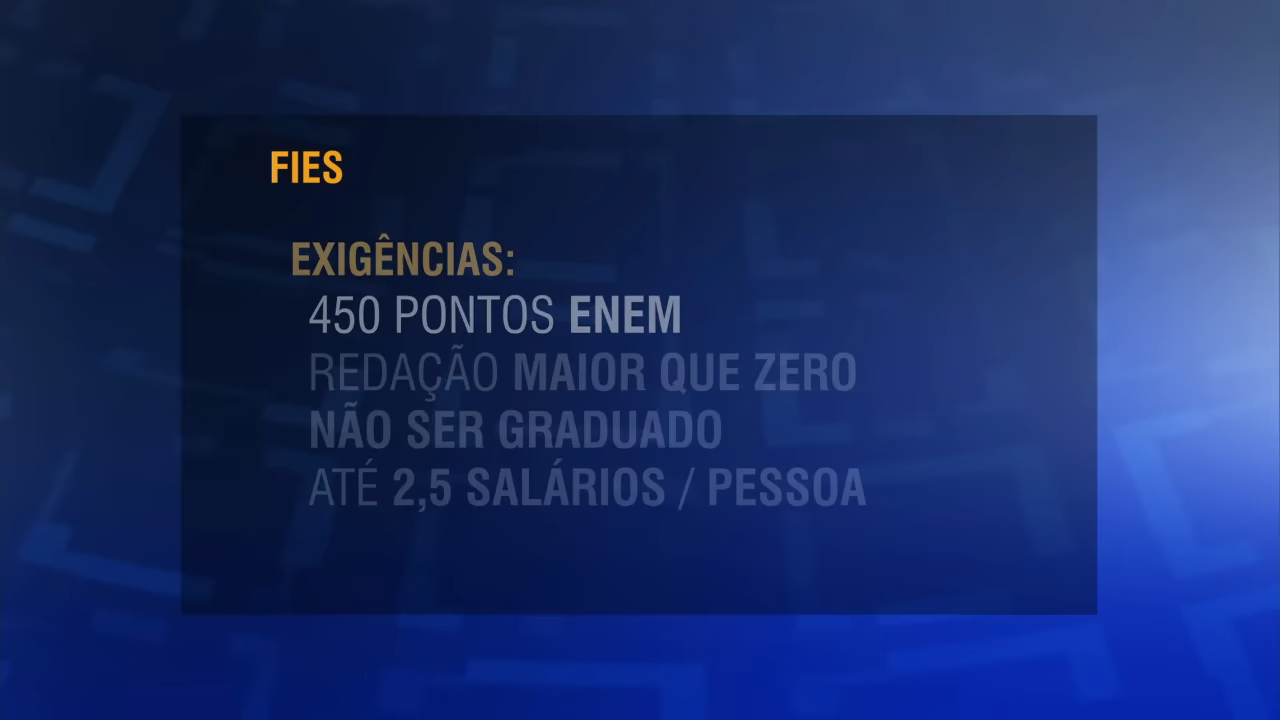 FIES
EXIGÊNCIAS:
450 PONTOS ENEM
REDAÇÃO MAIOR QUE ZERO
NÃO SER GRADUADO
ATÉ 2,5 SALÁRIOS / PESSOA